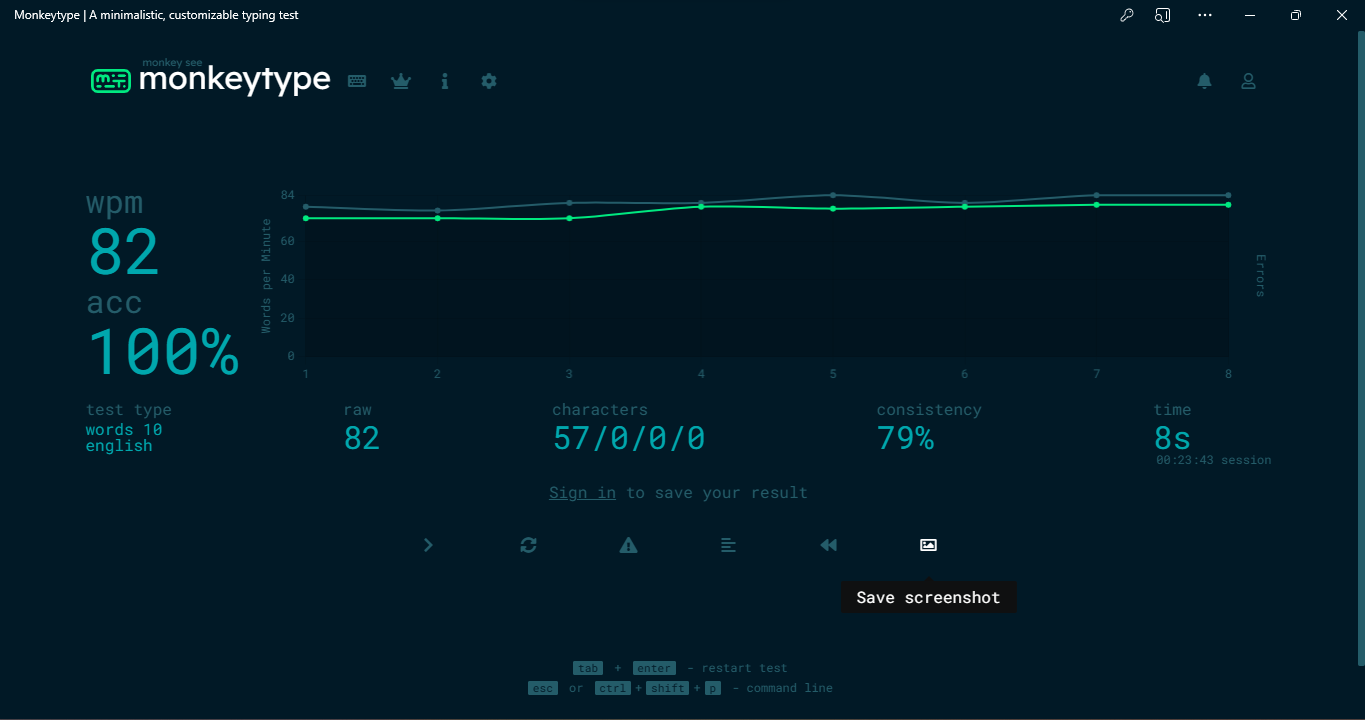 Monkeytype | A minimalistic, customizable typing test
monkey see
monkeytype
wpm
82
acc
100%
Words per Minute
84
60
40
20
0
1 2 3 4 5 6 7 8
Errors
test type
words 10
english
raw
82
characters
57/0/0/0
consistency
79%
time
8s
00:23:43 session
Sign in to save your result
Save screenshot
tab + enter - restart test
esc or ctrl + shift + p - command line